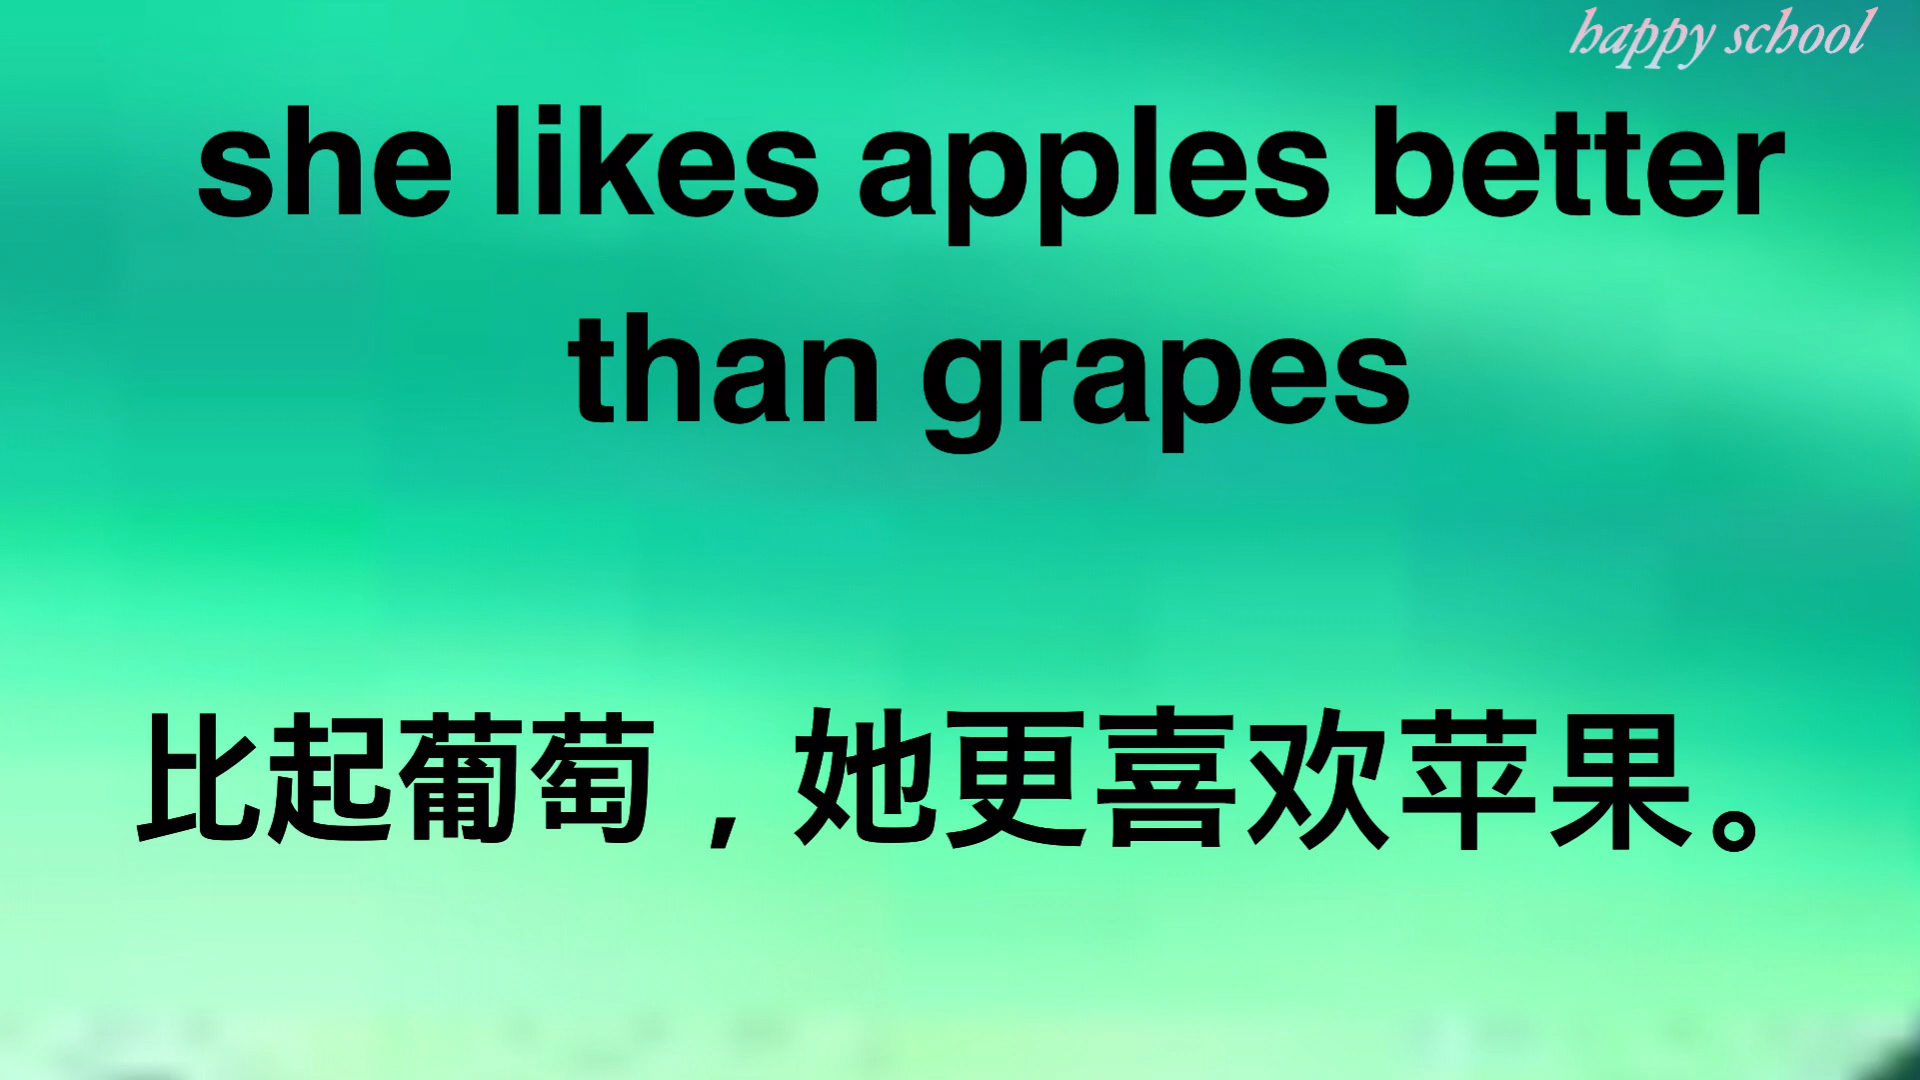 happy school
she likes apples better
than grapes
比起葡萄，她更喜欢苹果。